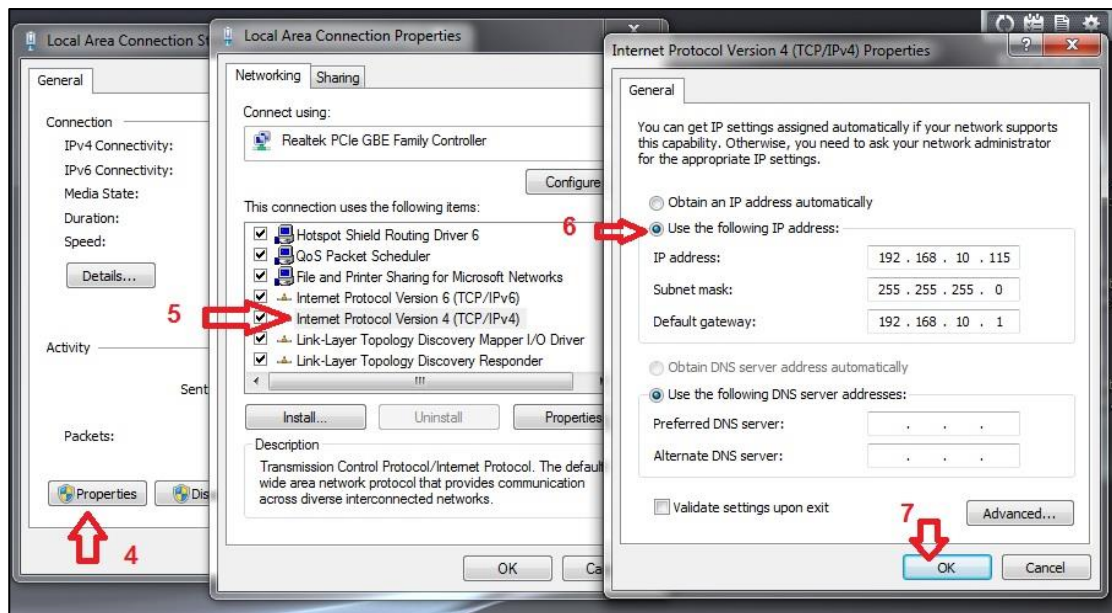 Local Area Connection St
General
Connection
IPv4 Connectivity:
IPv6 Connectivity:
Media State:
Duration:
Speed:
Details...
Activity
Sent
Packets:
Properties
Dis
4
Local Area Connection Properties
Networking
Sharing
Connect using:
Realtek PCIe GBE Family Controller
Configure
This connection uses the following items:
Hotspot Shield Routing Driver 6
QoS Packet Scheduler
File and Printer Sharing for Microsoft Networks
Internet Protocol Version 6 (TCP/IPv6)
5
Internet Protocol Version 4 (TCP/IPv4)
Link-Layer Topology Discovery Mapper I/O Driver
Link-Layer Topology Discovery Responder
Install...
Uninstall
Properties
Description
Transmission Control Protocol/Internet Protocol. The default
wide area network protocol that provides communication
across diverse interconnected networks.
OK
Ca
Internet Protocol Version 4 (TCP/IPv4) Properties
General
You can get IP settings assigned automatically if your network supports
this capability. Otherwise, you need to ask your network administrator
for the appropriate IP settings.
Obtain an IP address automatically
6
Use the following IP address:
IP address: 192 . 168 . 10 . 115
Subnet mask: 255 . 255 . 255 . 0
Default gateway: 192 . 168 . 10 . 1
Obtain DNS server address automatically
Use the following DNS server addresses:
Preferred DNS server: . . .
Alternate DNS server: . . .
Validate settings upon exit
7
Advanced...
OK
Cancel